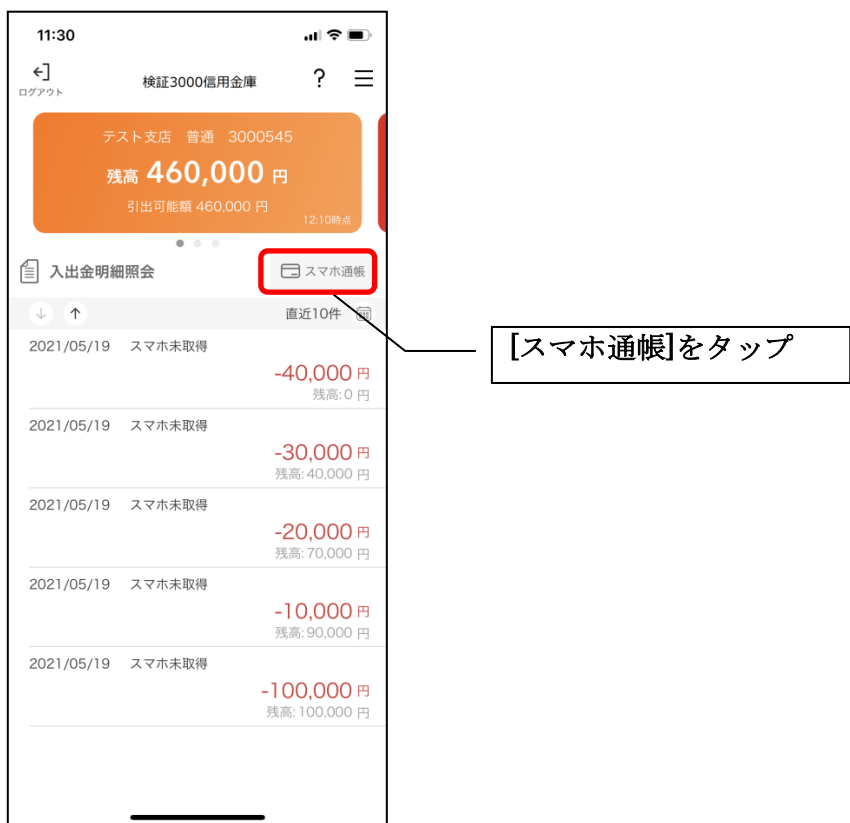 11:30
ログアウト
検証3000信用金庫
?
テスト支店 普通 3000545
残高 460,000 円
引出可能額 460,000 円
12:10時点
入出金明細照会
スマホ通帳
直近10件
[スマホ通帳]をタップ
2021/05/19 スマホ未取得
-40,000 円
残高:0 円
2021/05/19 スマホ未取得
-30,000 円
残高:40,000 円
2021/05/19 スマホ未取得
-20,000 円
残高:70,000 円
2021/05/19 スマホ未取得
-10,000 円
残高:90,000 円
2021/05/19 スマホ未取得
-100,000 円
残高:100,000 円